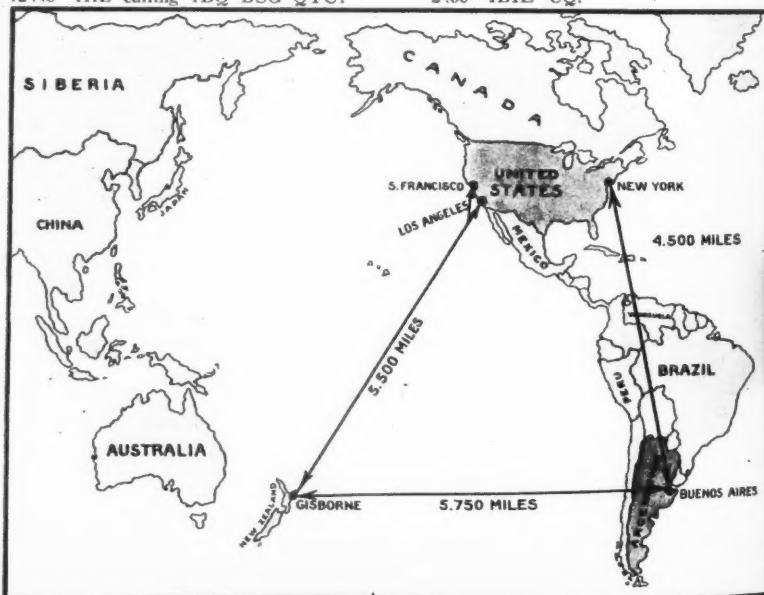 CANADA
SIBERIA
UNITED
STATES
S. FRANCISCO
NEW YORK
JAPAN
LOS ANGELES
CHINA
MEXICO
4.500 MILES
5.500 MILES
PERU
BRAZIL
AUSTRALIA
GISBORNE
NEW ZEALAND
5.750 MILES
BUENOS AIRES